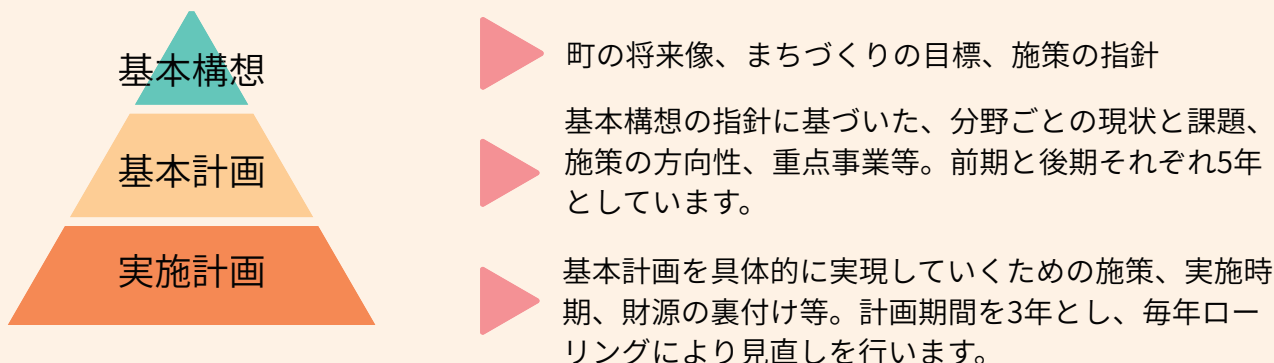 基本構想
町の将来像、まちづくりの目標、施策の指針
基本計画
基本構想の指針に基づいた、分野ごとの現状と課題、
施策の方向性、重点事業等。前期と後期それぞれ5年
としています。
実施計画
基本計画を具体的に実現していくための施策、実施時
期、財源の裏付け等。計画期間を3年とし、毎年ロー
リングにより見直しを行います。